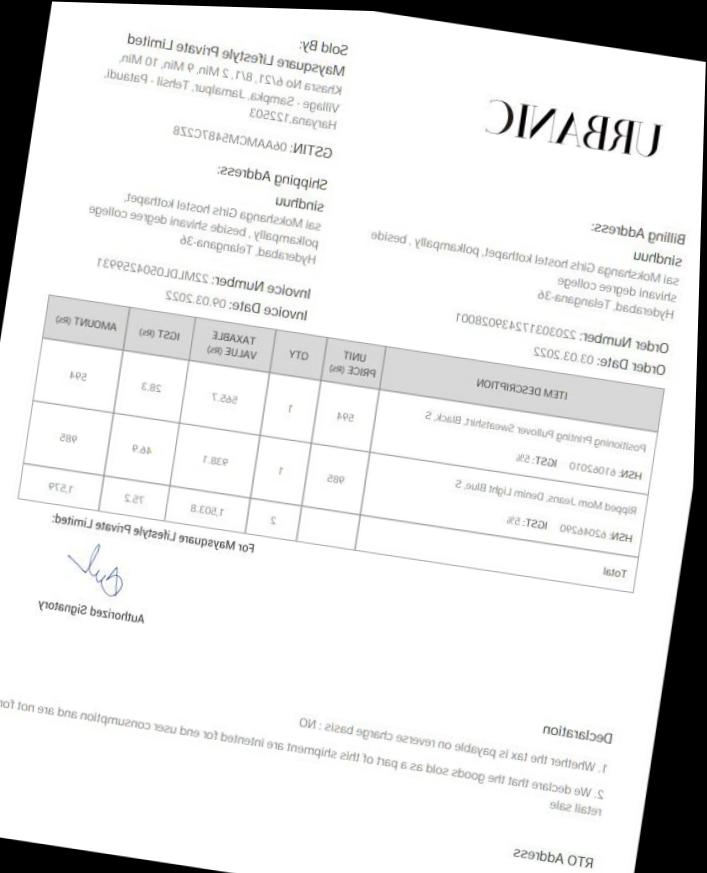 URBANIC
Sold By:
Maysquare Lifestyle Private Limited
Khasra No 6/21, 8/1, 2 Min, 9 Min, 10 Min,
Village - Sampka, Jamalpur, Tehsil - Pataudi,
Haryana,122503
GSTIN: 06AAMCM5487C2Z8
Billing Address:
sindhuu
sai Mokshanga Girls hostel kothapet, polkampally , beside
shivani degree college
Hyderabad, Telangana-36
Shipping Address:
sindhuu
sai Mokshanga Girls hostel kothapet,
polkampally , beside shivani degree college
Hyderabad, Telangana-36
Order Number: 220303172439028001
Order Date: 03.03.2022
Invoice Number: 22MLDL0504259931
Invoice Date: 09.03.2022
ITEM DESCRIPTION UNIT PRICE (Rs) QTY TAXABLE VALUE (Rs) IGST (Rs) AMOUNT (Rs)
Positioning Printing Pullover Sweatshirt, Black, S 594 1 565.7 28.3 594
HSN: 61062010 IGST: 5%
Ripped Mom Jeans, Denim Light Blue, S 985 1 938.1 46.9 985
HSN: 62046290 IGST: 5%
Total 2 1,503.8 75.2 1,579
For Maysquare Lifestyle Private Limited:
Authorized Signatory
Declaration
1. Whether the tax is payable on reverse charge basis : NO
2. We declare that the goods sold as a part of this shipment are intented for end user consumption and are not for
retail sale
RTO Address